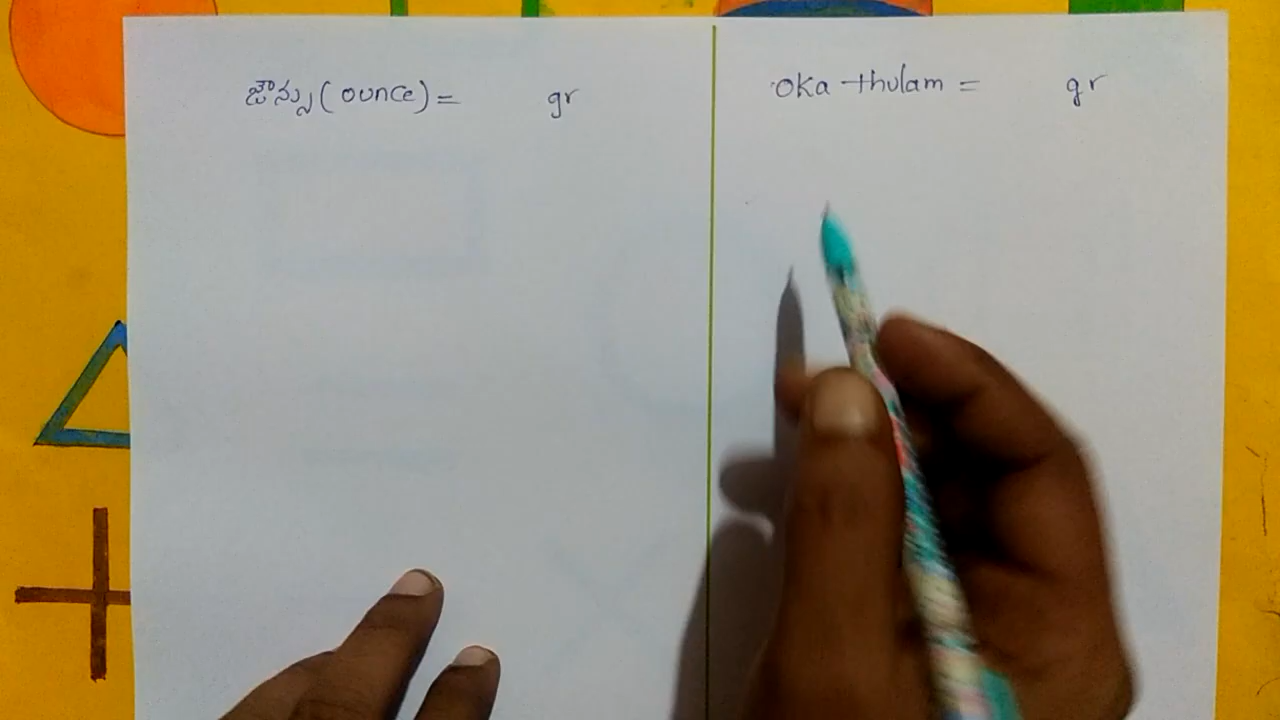 ఔన్సు (ounce) = gr
oka thulam = gr